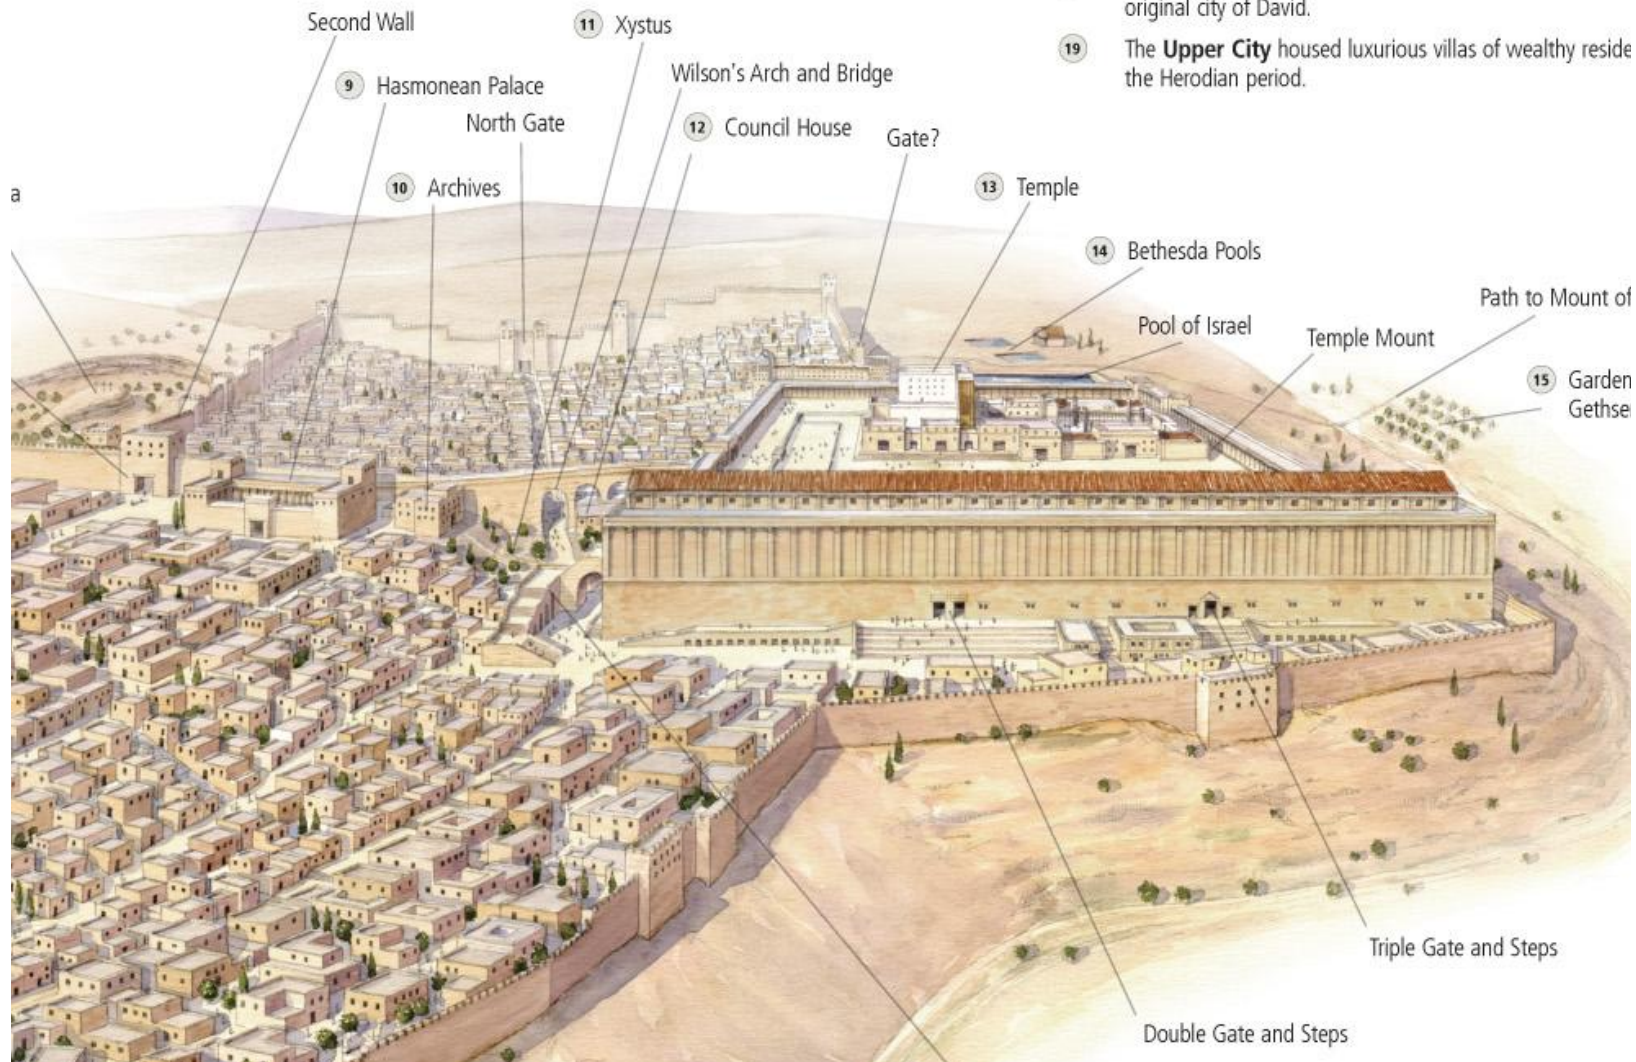 original city of David.
19 The Upper City housed luxurious villas of wealthy reside
the Herodian period.
Second Wall
11 Xystus
Wilson's Arch and Bridge
9 Hasmonean Palace
North Gate
12 Council House
Gate?
10 Archives
13 Temple
a
14 Bethesda Pools
Path to Mount of
Pool of Israel
Temple Mount
15 Garden
Gethse
Triple Gate and Steps
Double Gate and Steps